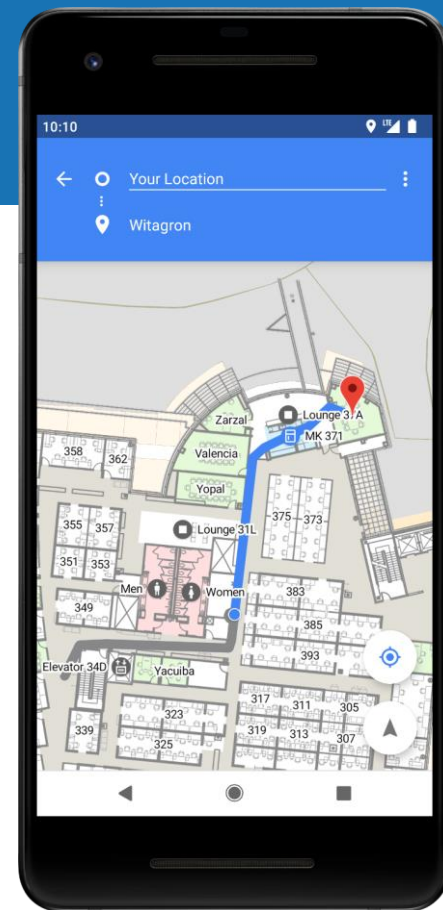 10:10
LTE
Your Location
Witagron
Zarzal
Lounge 31A
MK 371
358
362
Valencia
Yopal
375
373
355
357
Lounge 31L
351
353
Men
Women
383
349
385
393
Elevator 34D
Yacuiba
317
311
305
323
319
313
307
339
325